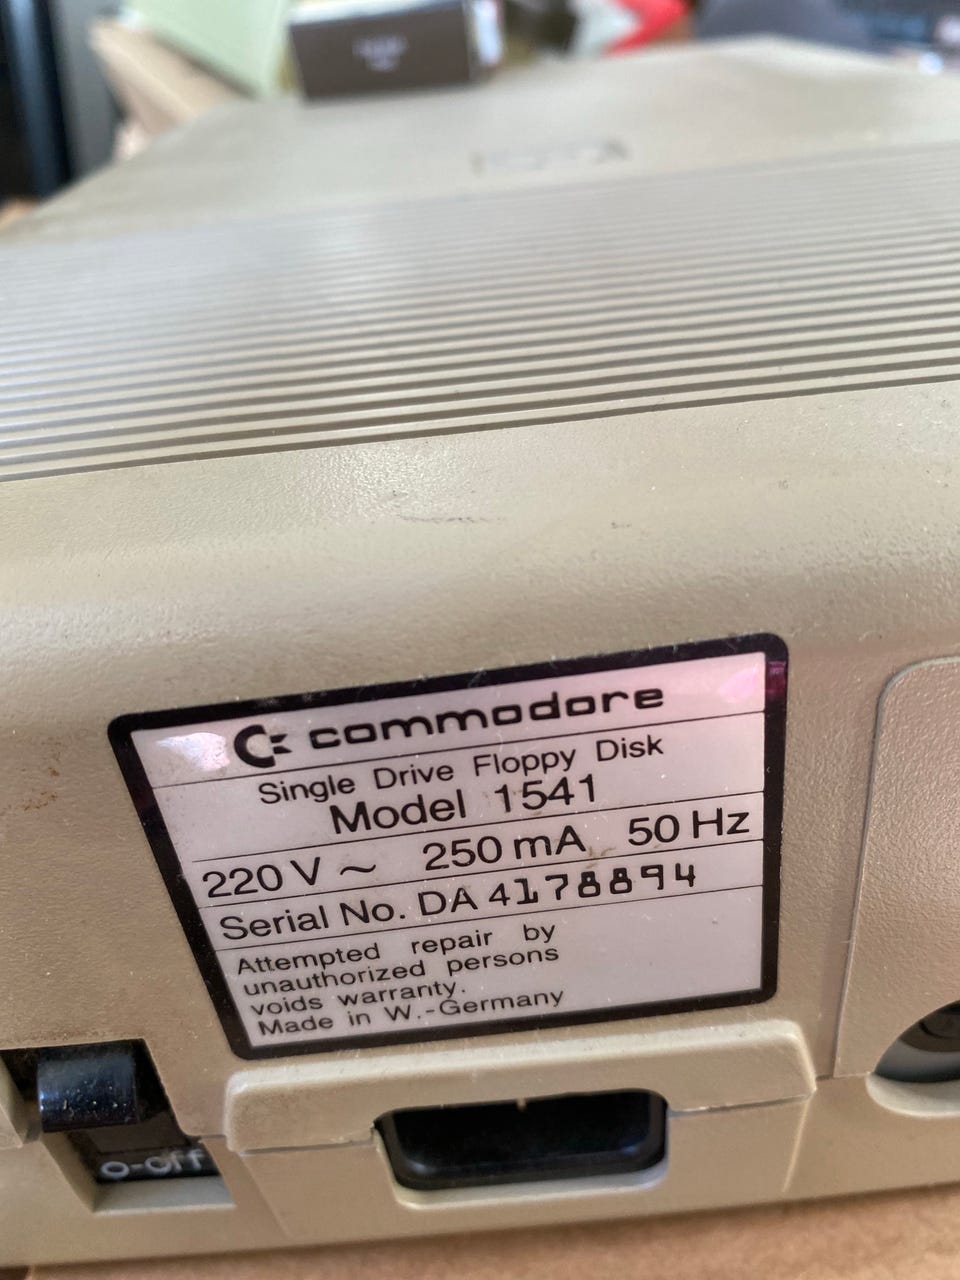 commodore
Single Drive Floppy Disk
Model 1541
220 V ~ 250 mA 50 Hz
Serial No. DA 4178894
Attempted repair by
unauthorized persons
voids warranty.
Made in W.-Germany
o-off